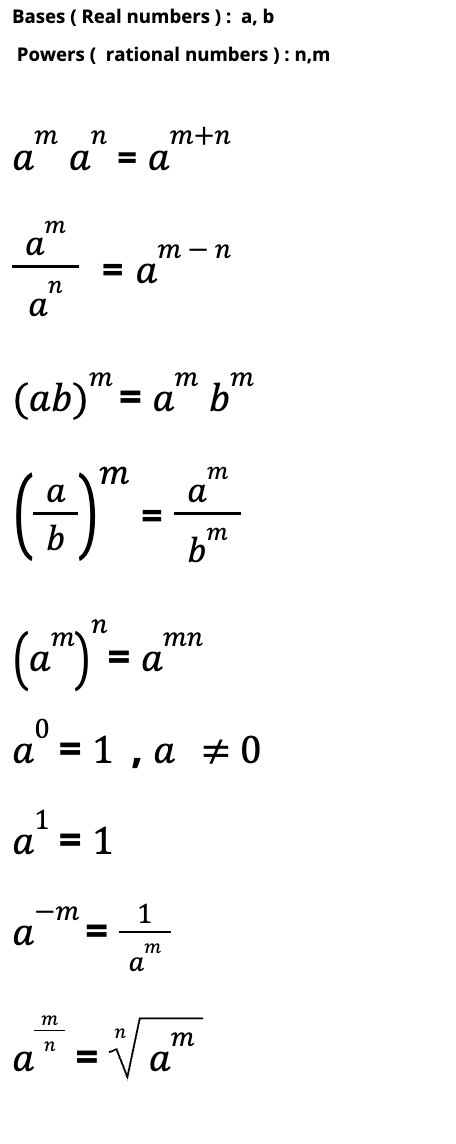 Bases ( Real numbers ) :  a, b
Powers (  rational numbers ) : n,m
a^m a^n = a^(m+n)
a^m / a^n = a^(m − n)
(ab)^m = a^m b^m
(a/b)^m = a^m / b^m
(a^m)^n = a^(mn)
a^0 = 1 , a ≠ 0
a^1 = 1
a^(−m) = 1 / a^m
a^(m/n) = ⁿ√(a^m)